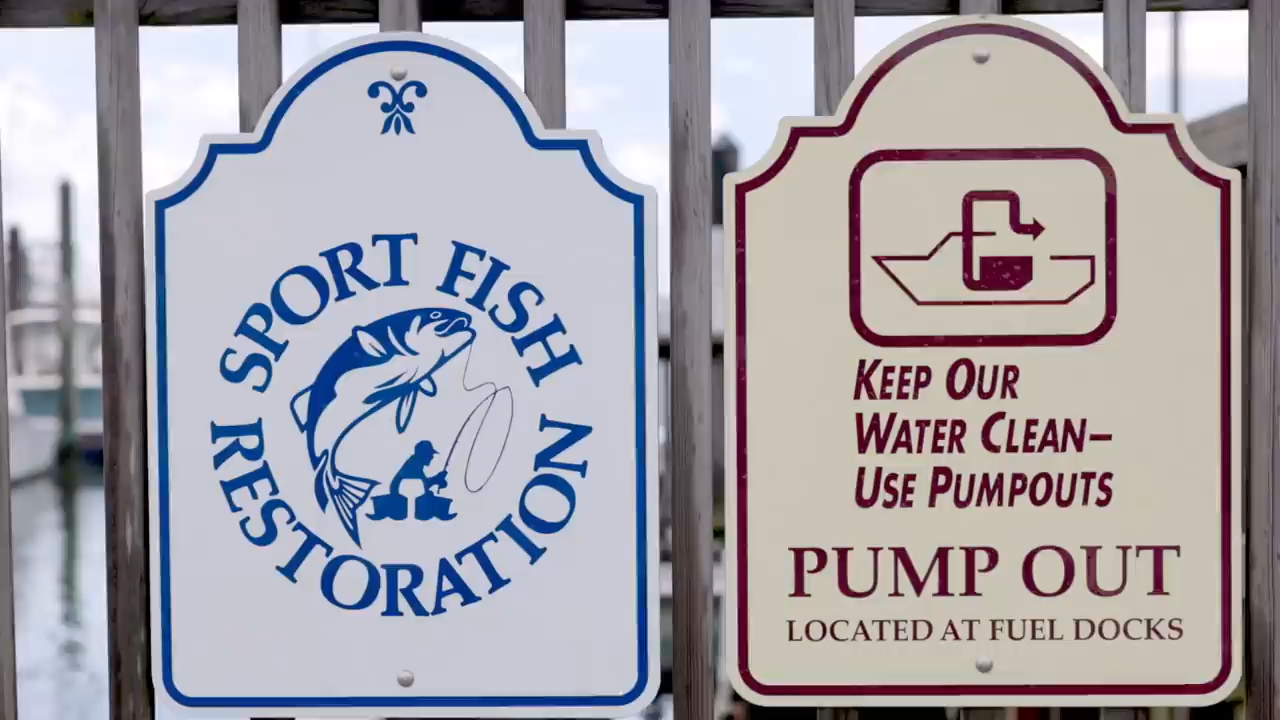 SPORT FISH
RESTORATION
KEEP OUR
WATER CLEAN–
USE PUMPOUTS
PUMP OUT
LOCATED AT FUEL DOCKS